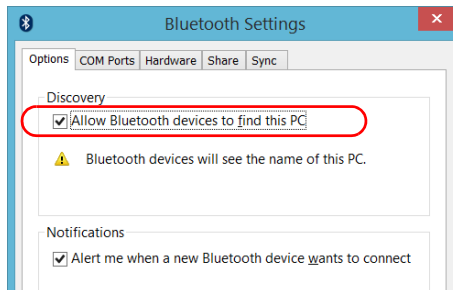 Bluetooth Settings
Options COM Ports Hardware Share Sync
Discovery
Allow Bluetooth devices to find this PC
Bluetooth devices will see the name of this PC.
Notifications
Alert me when a new Bluetooth device wants to connect